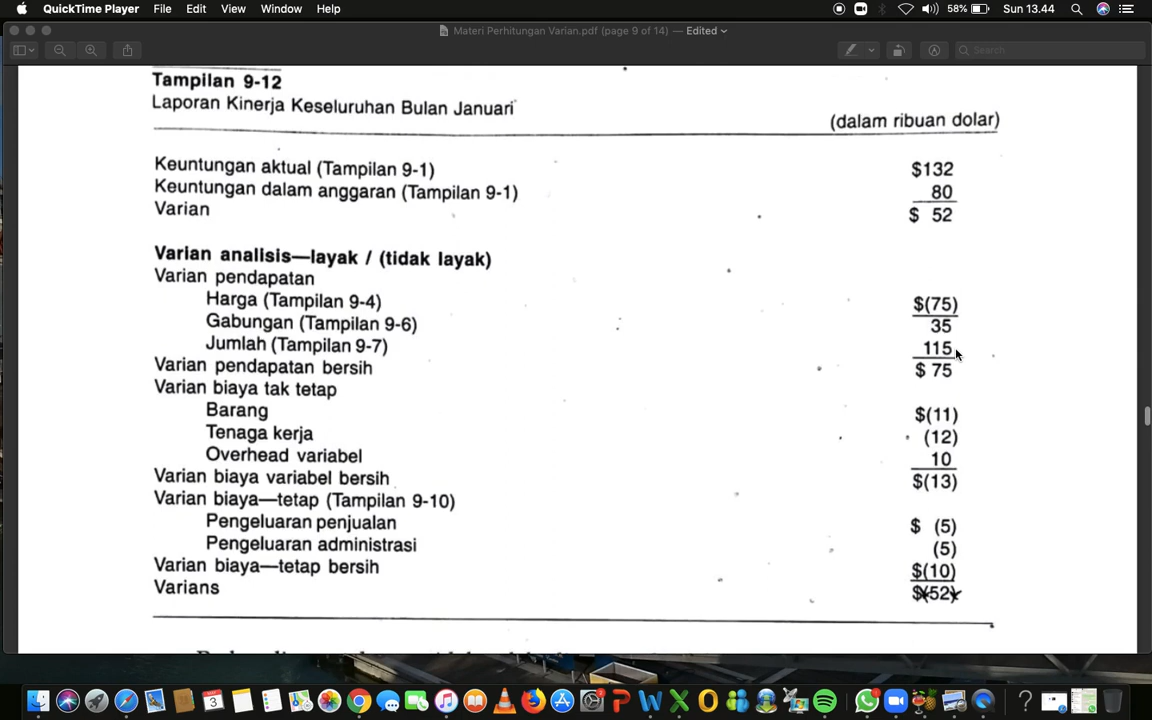 QuickTime Player File Edit View Window Help 58% Sun 13.44
Materi Perhitungan Varian.pdf (page 9 of 14) — Edited
Search
Tampilan 9-12
Laporan Kinerja Keseluruhan Bulan Januari
(dalam ribuan dolar)
Keuntungan aktual (Tampilan 9-1) $132
Keuntungan dalam anggaran (Tampilan 9-1) 80
Varian $ 52
Varian analisis—layak / (tidak layak)
Varian pendapatan
Harga (Tampilan 9-4) $(75)
Gabungan (Tampilan 9-6) 35
Jumlah (Tampilan 9-7) 115
Varian pendapatan bersih $ 75
Varian biaya tak tetap
Barang $(11)
Tenaga kerja (12)
Overhead variabel 10
Varian biaya variabel bersih $(13)
Varian biaya—tetap (Tampilan 9-10)
Pengeluaran penjualan $ (5)
Pengeluaran administrasi (5)
Varian biaya—tetap bersih $(10)
Varians $(52)